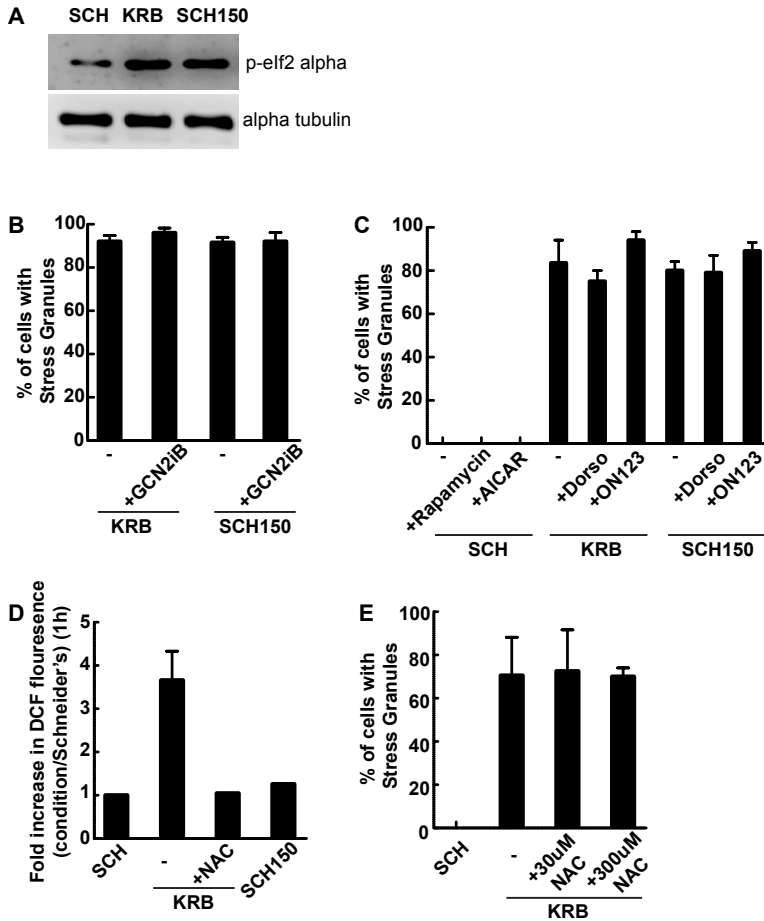 A
SCH KRB SCH150
p-eIf2 alpha
alpha tubulin
B
% of cells with
Stress Granules
100
80
60
40
20
0
-
+GCN2iB
-
+GCN2iB
KRB
SCH150
C
% of cells with
Stress Granules
100
80
60
40
20
0
-
+Rapamycin
+AICAR
-
+Dorso
+ON123
-
+Dorso
+ON123
SCH
KRB
SCH150
D
Fold increase in DCF flouresence
(condition/Schneider's) (1h)
5
4
3
2
1
0
SCH
-
+NAC
SCH150
KRB
E
% of cells with
Stress Granules
100
80
60
40
20
0
SCH
-
+30uM
NAC
+300uM
NAC
KRB